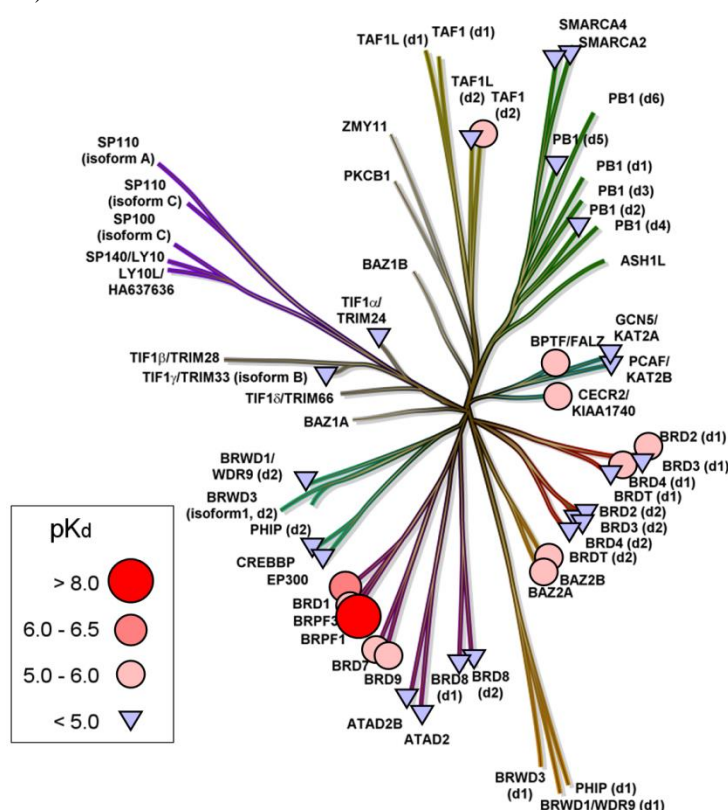 SMARCA4
SMARCA2
TAF1L (d1)
TAF1 (d1)
TAF1L
(d2)
TAF1
(d2)
PB1 (d6)
ZMY11
PB1 (d5)
SP110
(isoform A)
PKCB1
PB1 (d1)
SP110
(isoform C)
PB1 (d3)
PB1 (d2)
SP100
(isoform C)
PB1 (d4)
SP140/LY10
LY10L/
HA637636
BAZ1B
ASH1L
TIF1α/
TRIM24
GCN5/
KAT2A
BPTF/FALZ
TIF1β/TRIM28
PCAF/
KAT2B
TIF1γ/TRIM33 (isoform B)
TIF1δ/TRIM66
CECR2/
KIAA1740
BAZ1A
BRD2 (d1)
BRD3 (d1)
BRD4 (d1)
BRDT (d1)
BRWD1/
WDR9 (d2)
BRWD3
(isoform1, d2)
BRD2 (d2)
BRD3 (d2)
BRD4 (d2)
BRDT (d2)
PHIP (d2)
CREBBP
EP300
BAZ2B
BAZ2A
BRD1
BRPF3
BRPF1
BRD7
BRD9
BRD8
(d1)
BRD8
(d2)
ATAD2B
ATAD2
BRWD3
(d1)
PHIP (d1)
BRWD1/WDR9 (d1)
pKd
> 8.0
6.0 - 6.5
5.0 - 6.0
< 5.0